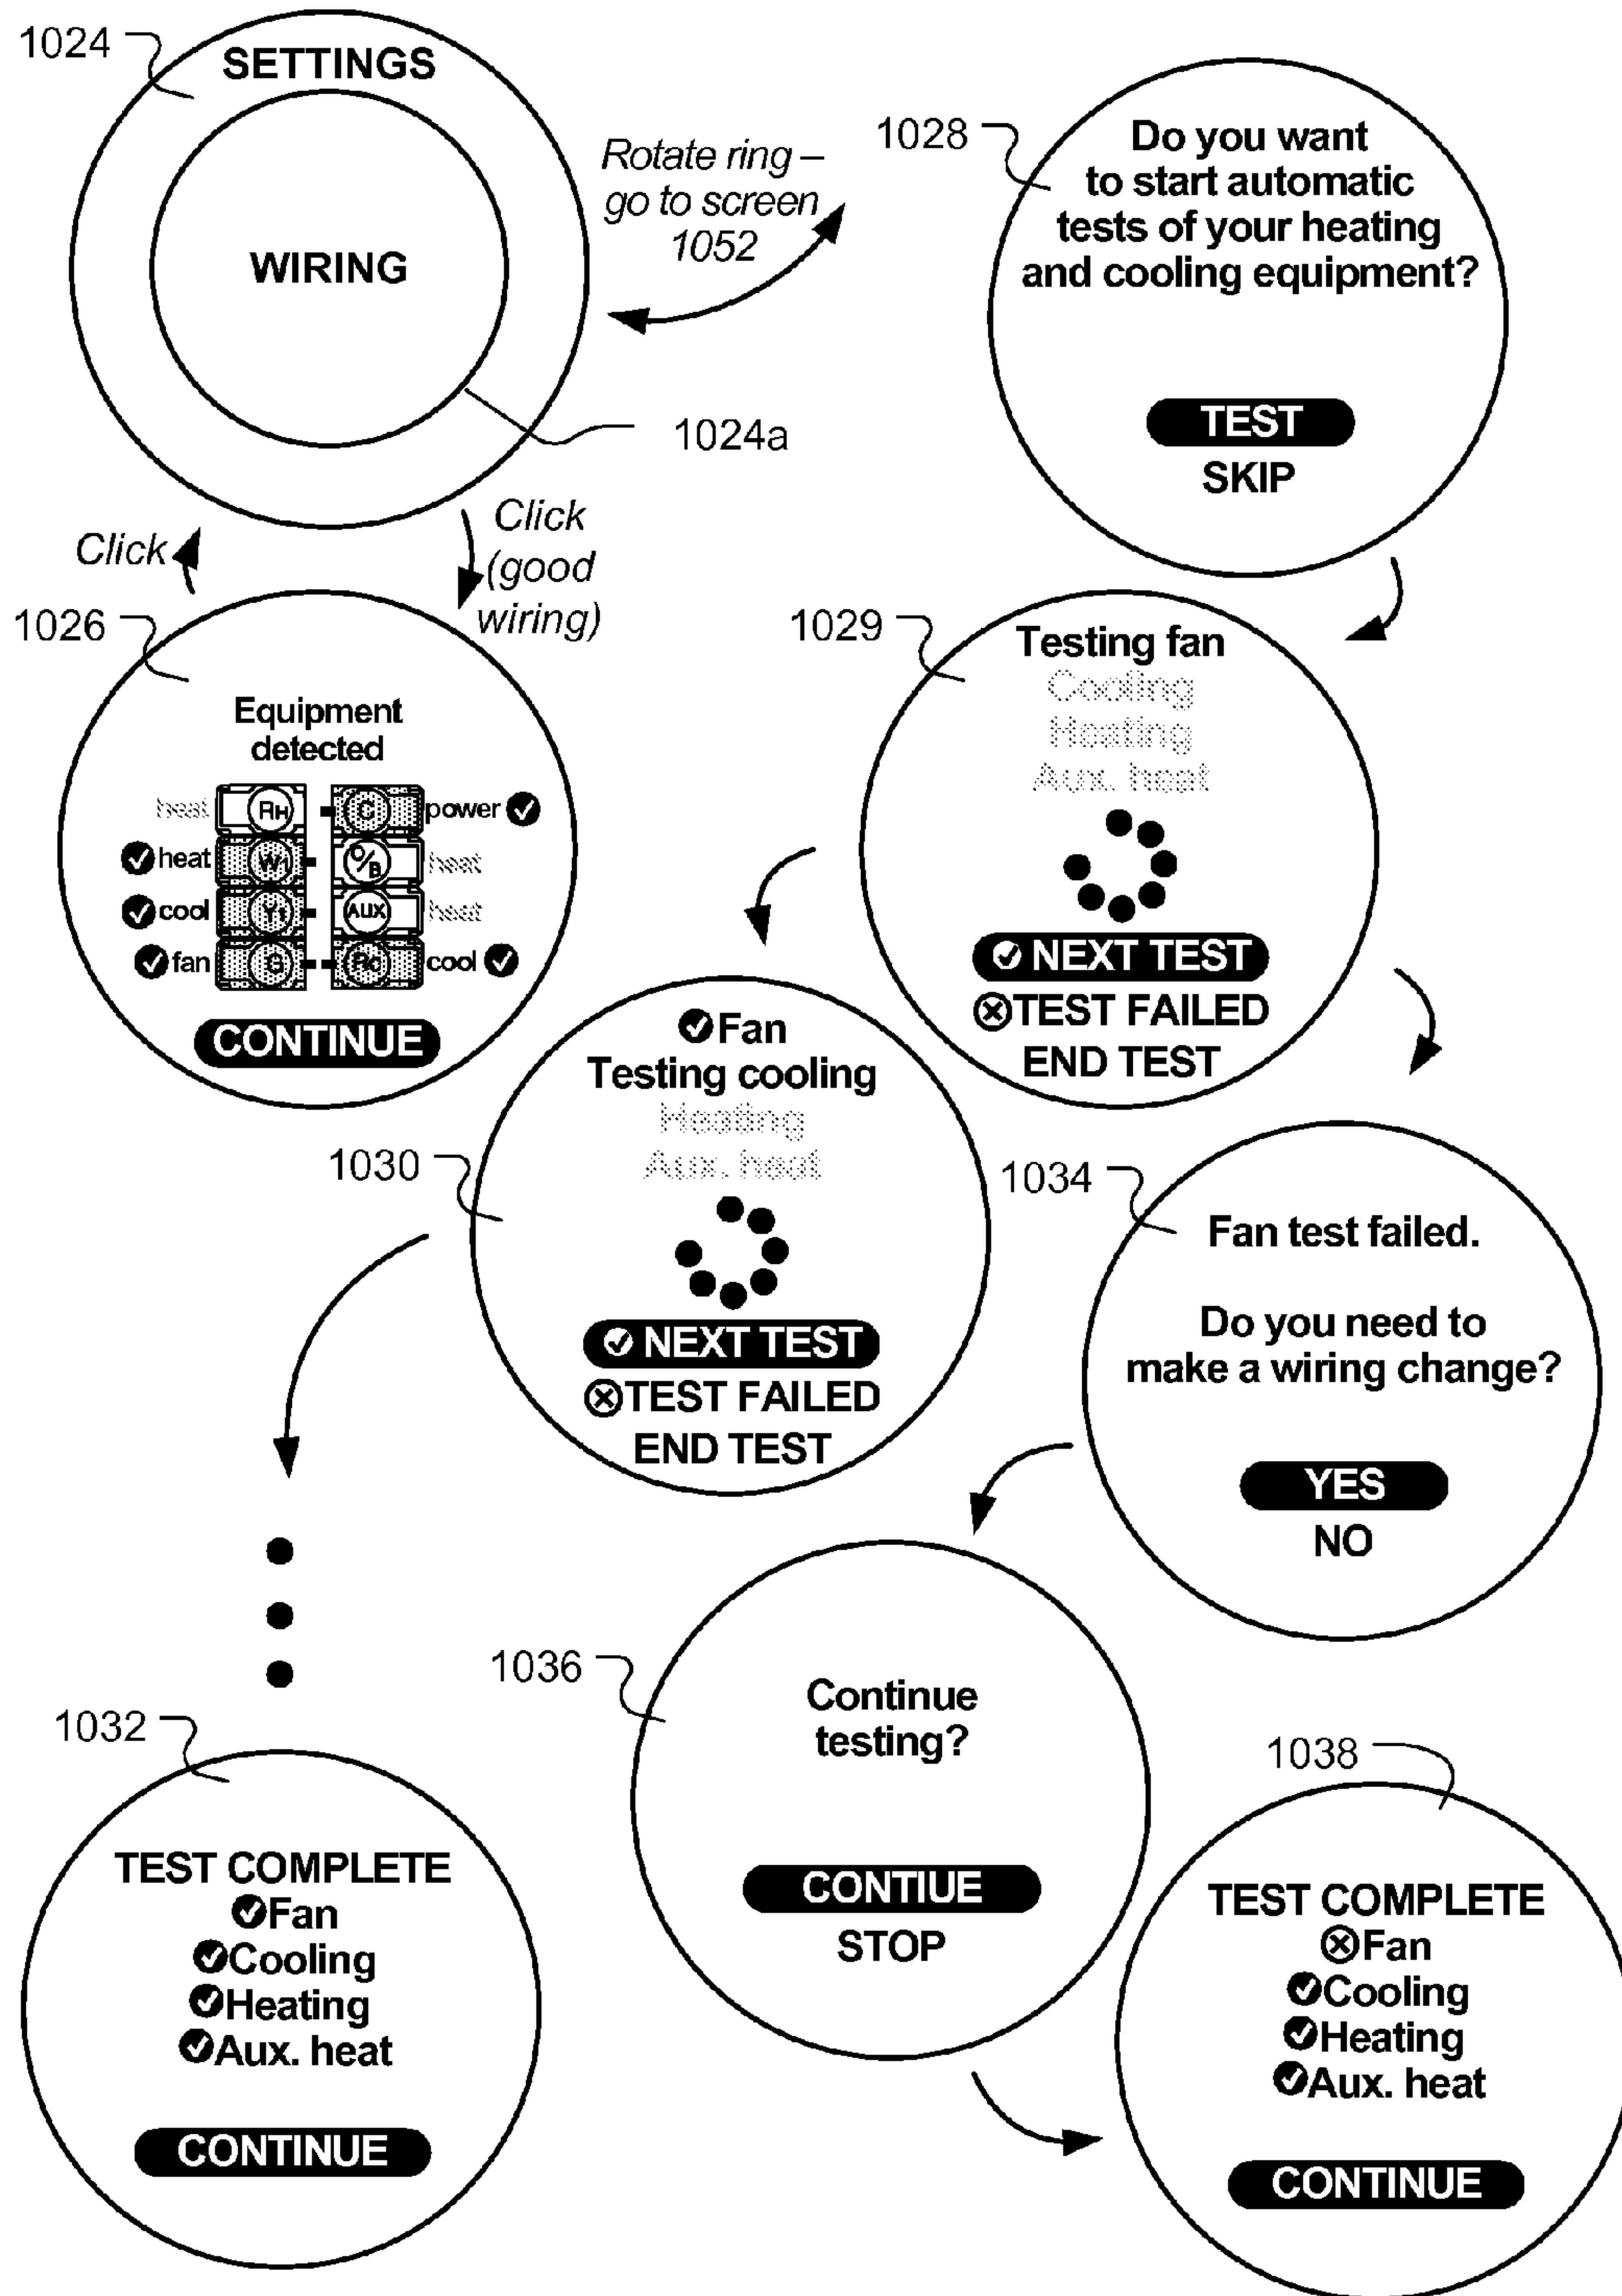 1024
SETTINGS
WIRING
1024a
Rotate ring –
go to screen
1052
1028
Do you want
to start automatic
tests of your heating
and cooling equipment?
TEST
SKIP
Click
Click
(good
wiring)
1026
Equipment
detected
heat RH C power
heat W1 O/B heat
cool Y1 AUX heat
fan G Rc cool
CONTINUE
1029
Testing fan
Cooling
Heating
Aux. heat
NEXT TEST
TEST FAILED
END TEST
1030
Fan
Testing cooling
Heating
Aux. heat
NEXT TEST
TEST FAILED
END TEST
1034
Fan test failed.
Do you need to
make a wiring change?
YES
NO
1036
Continue
testing?
CONTIUE
STOP
1032
TEST COMPLETE
Fan
Cooling
Heating
Aux. heat
CONTINUE
1038
TEST COMPLETE
Fan
Cooling
Heating
Aux. heat
CONTINUE